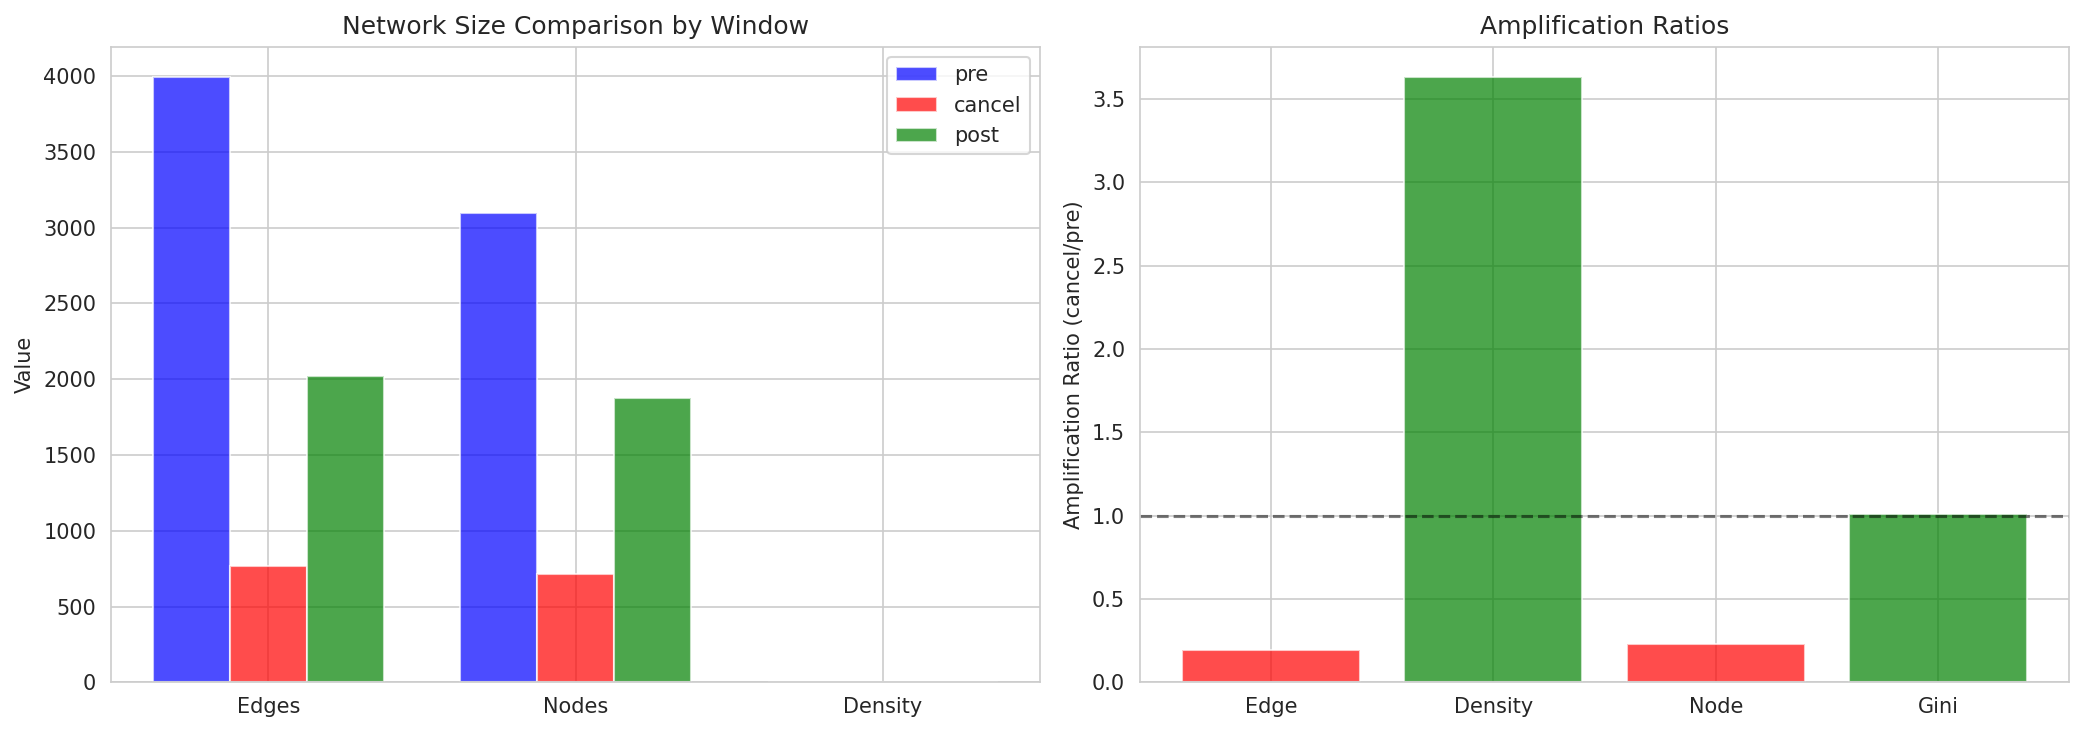 Network Size Comparison by Window
Value
4000
3500
3000
2500
2000
1500
1000
500
0
Edges
Nodes
Density
pre
cancel
post
Amplification Ratios
Amplification Ratio (cancel/pre)
3.5
3.0
2.5
2.0
1.5
1.0
0.5
0.0
Edge
Density
Node
Gini